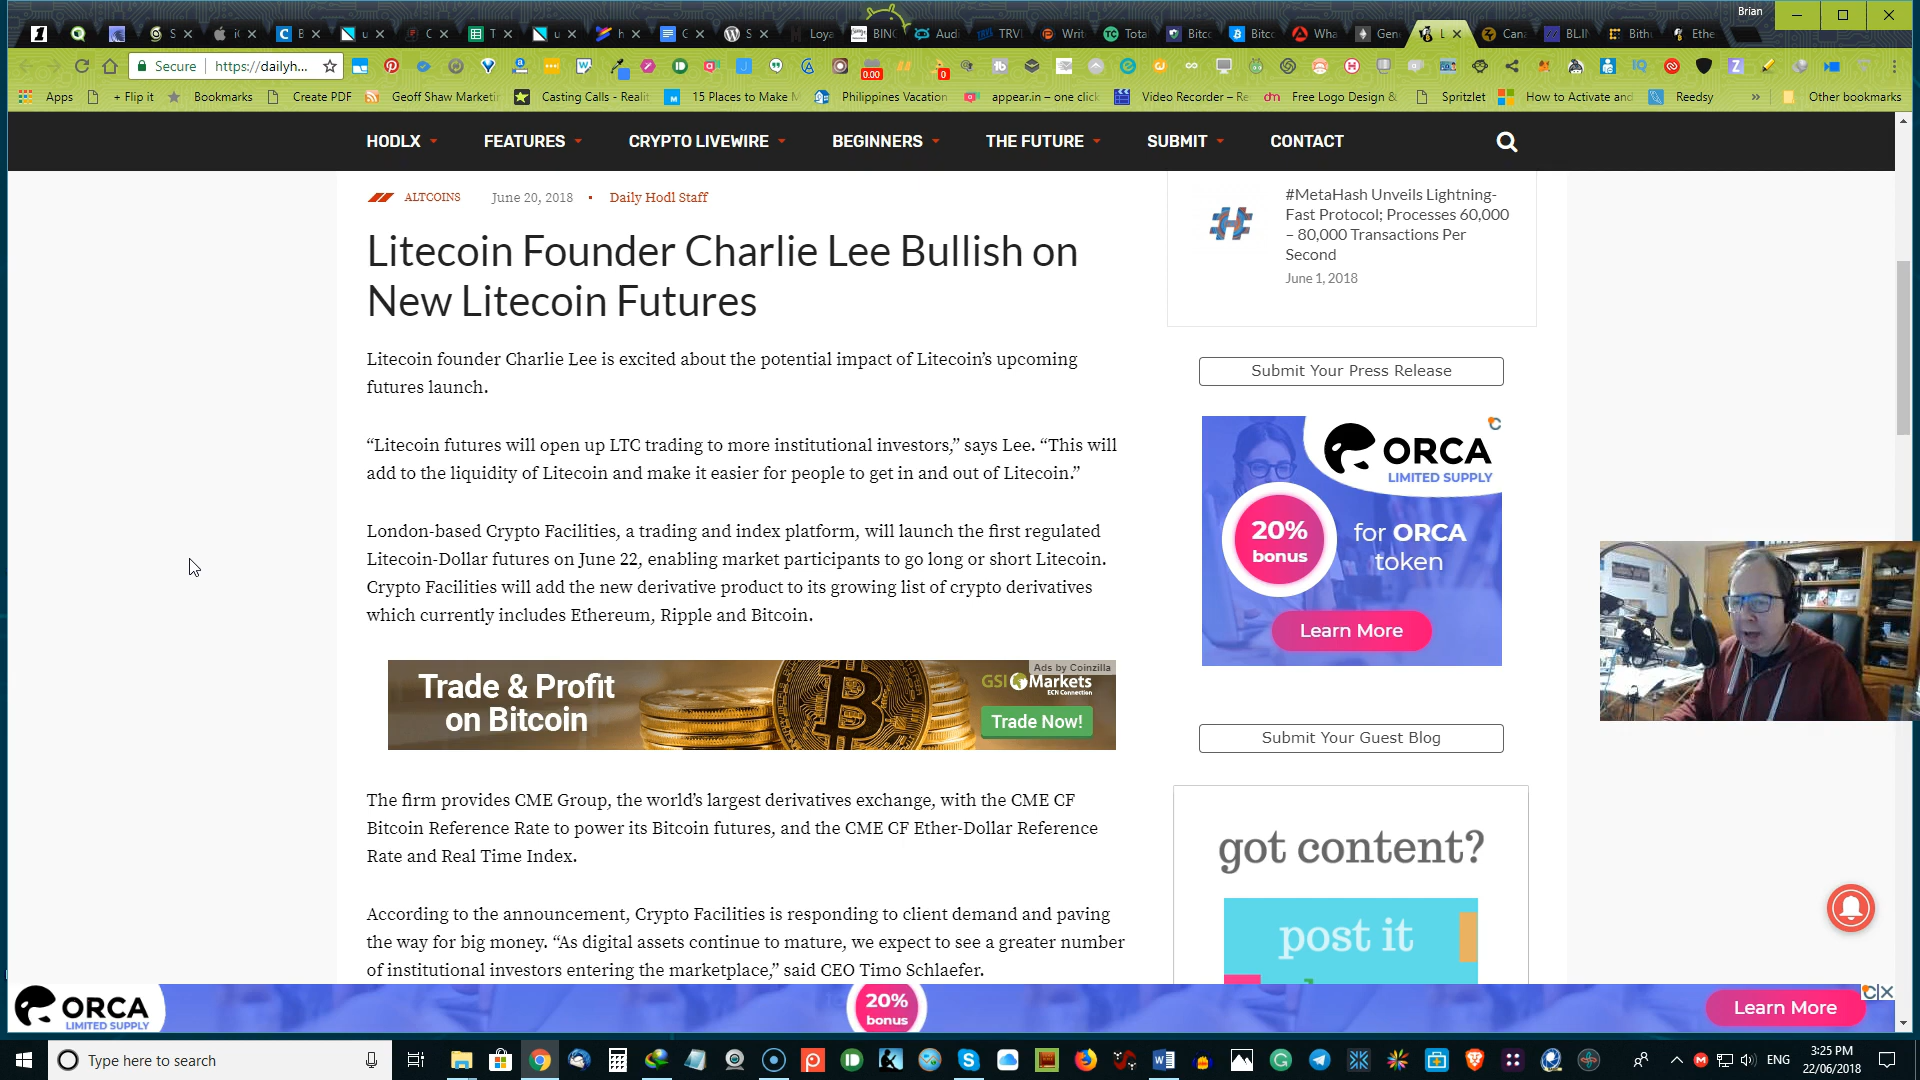 Brian
Secure
https://dailyh...
0.00
0
Apps
+ Flip it
Bookmarks
Create PDF
Geoff Shaw Marketi
Casting Calls - Realit
15 Places to Make M
Philippines Vacation
appear.in – one click
Video Recorder – Re
Free Logo Design &
Spritzlet
How to Activate and
Reedsy
»
Other bookmarks
HODLX
FEATURES
CRYPTO LIVEWIRE
BEGINNERS
THE FUTURE
SUBMIT
CONTACT
ALTCOINS
June 20, 2018
Daily Hodl Staff
Litecoin Founder Charlie Lee Bullish on
New Litecoin Futures
Litecoin founder Charlie Lee is excited about the potential impact of Litecoin’s upcoming
futures launch.
“Litecoin futures will open up LTC trading to more institutional investors,” says Lee. “This will
add to the liquidity of Litecoin and make it easier for people to get in and out of Litecoin.”
London-based Crypto Facilities, a trading and index platform, will launch the first regulated
Litecoin-Dollar futures on June 22, enabling market participants to go long or short Litecoin.
Crypto Facilities will add the new derivative product to its growing list of crypto derivatives
which currently includes Ethereum, Ripple and Bitcoin.
Ads by Coinzilla
Trade & Profit
on Bitcoin
GSI Markets
ECN Connection
Trade Now!
The firm provides CME Group, the world’s largest derivatives exchange, with the CME CF
Bitcoin Reference Rate to power its Bitcoin futures, and the CME CF Ether-Dollar Reference
Rate and Real Time Index.
According to the announcement, Crypto Facilities is responding to client demand and paving
the way for big money. “As digital assets continue to mature, we expect to see a greater number
of institutional investors entering the marketplace,” said CEO Timo Schlaefer.
#MetaHash Unveils Lightning-
Fast Protocol; Processes 60,000
– 80,000 Transactions Per
Second
June 1, 2018
Submit Your Press Release
ORCA
LIMITED SUPPLY
20%
bonus
for ORCA
token
Learn More
Submit Your Guest Blog
got content?
post it
ORCA
LIMITED SUPPLY
20%
bonus
Learn More
Type here to search
ENG
3:25 PM
22/06/2018